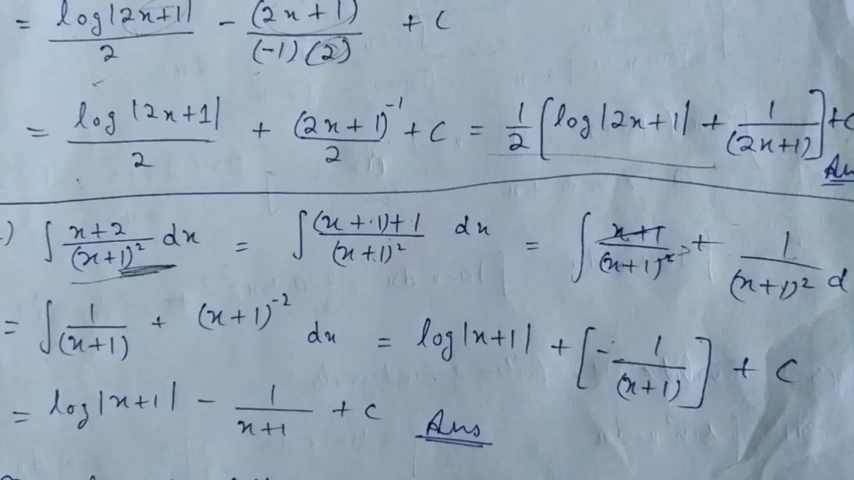 = log|2x+1|/2 - (2x+1)/(-1)(2) + C
= log|2x+1|/2 + (2x+1)^-1/2 + C = 1/2 [log|2x+1| + 1/(2x+1)] + C
Ans
) ∫ x+2/(x+1)^2 dx = ∫ (x+1)+1/(x+1)^2 dx = ∫ x+1/(x+1)^2 + 1/(x+1)^2 d
= ∫ 1/(x+1) + (x+1)^-2 dx = log|x+1| + [- 1/(x+1)] + C
= log|x+1| - 1/x+1 + C Ans